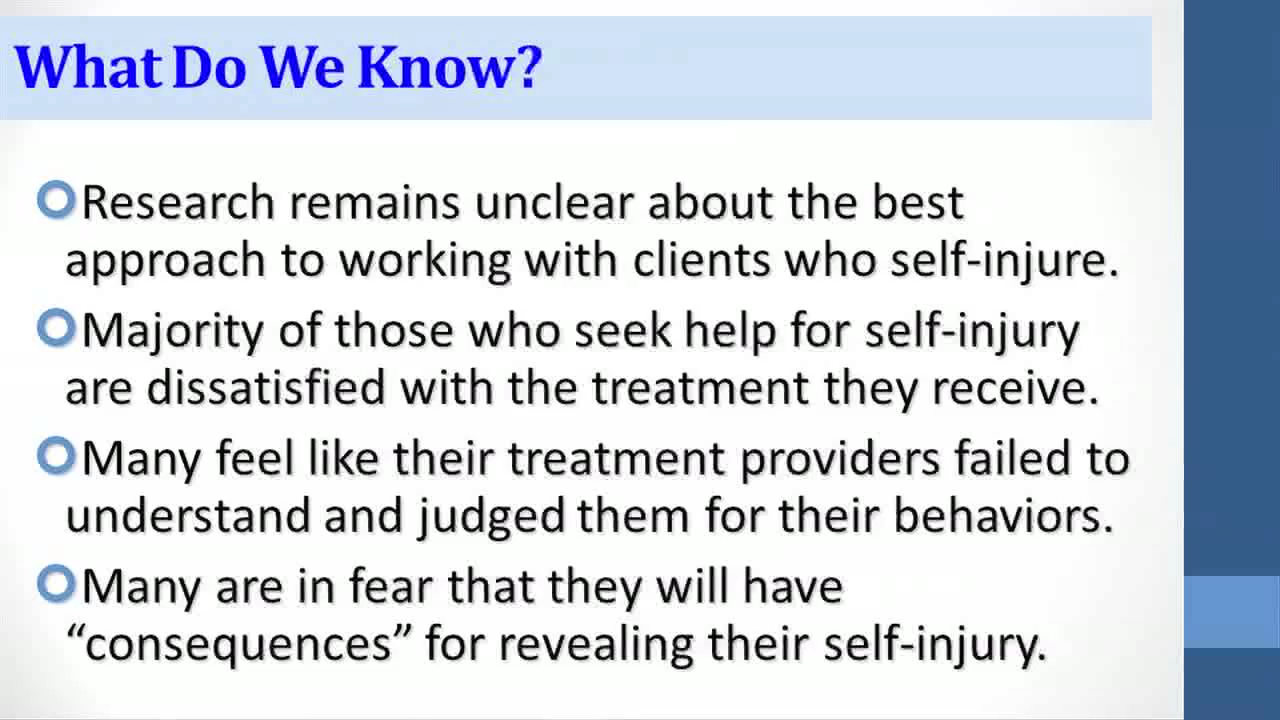 What Do We Know?
Research remains unclear about the best
approach to working with clients who self-injure.
Majority of those who seek help for self-injury
are dissatisfied with the treatment they receive.
Many feel like their treatment providers failed to
understand and judged them for their behaviors.
Many are in fear that they will have
“consequences” for revealing their self-injury.